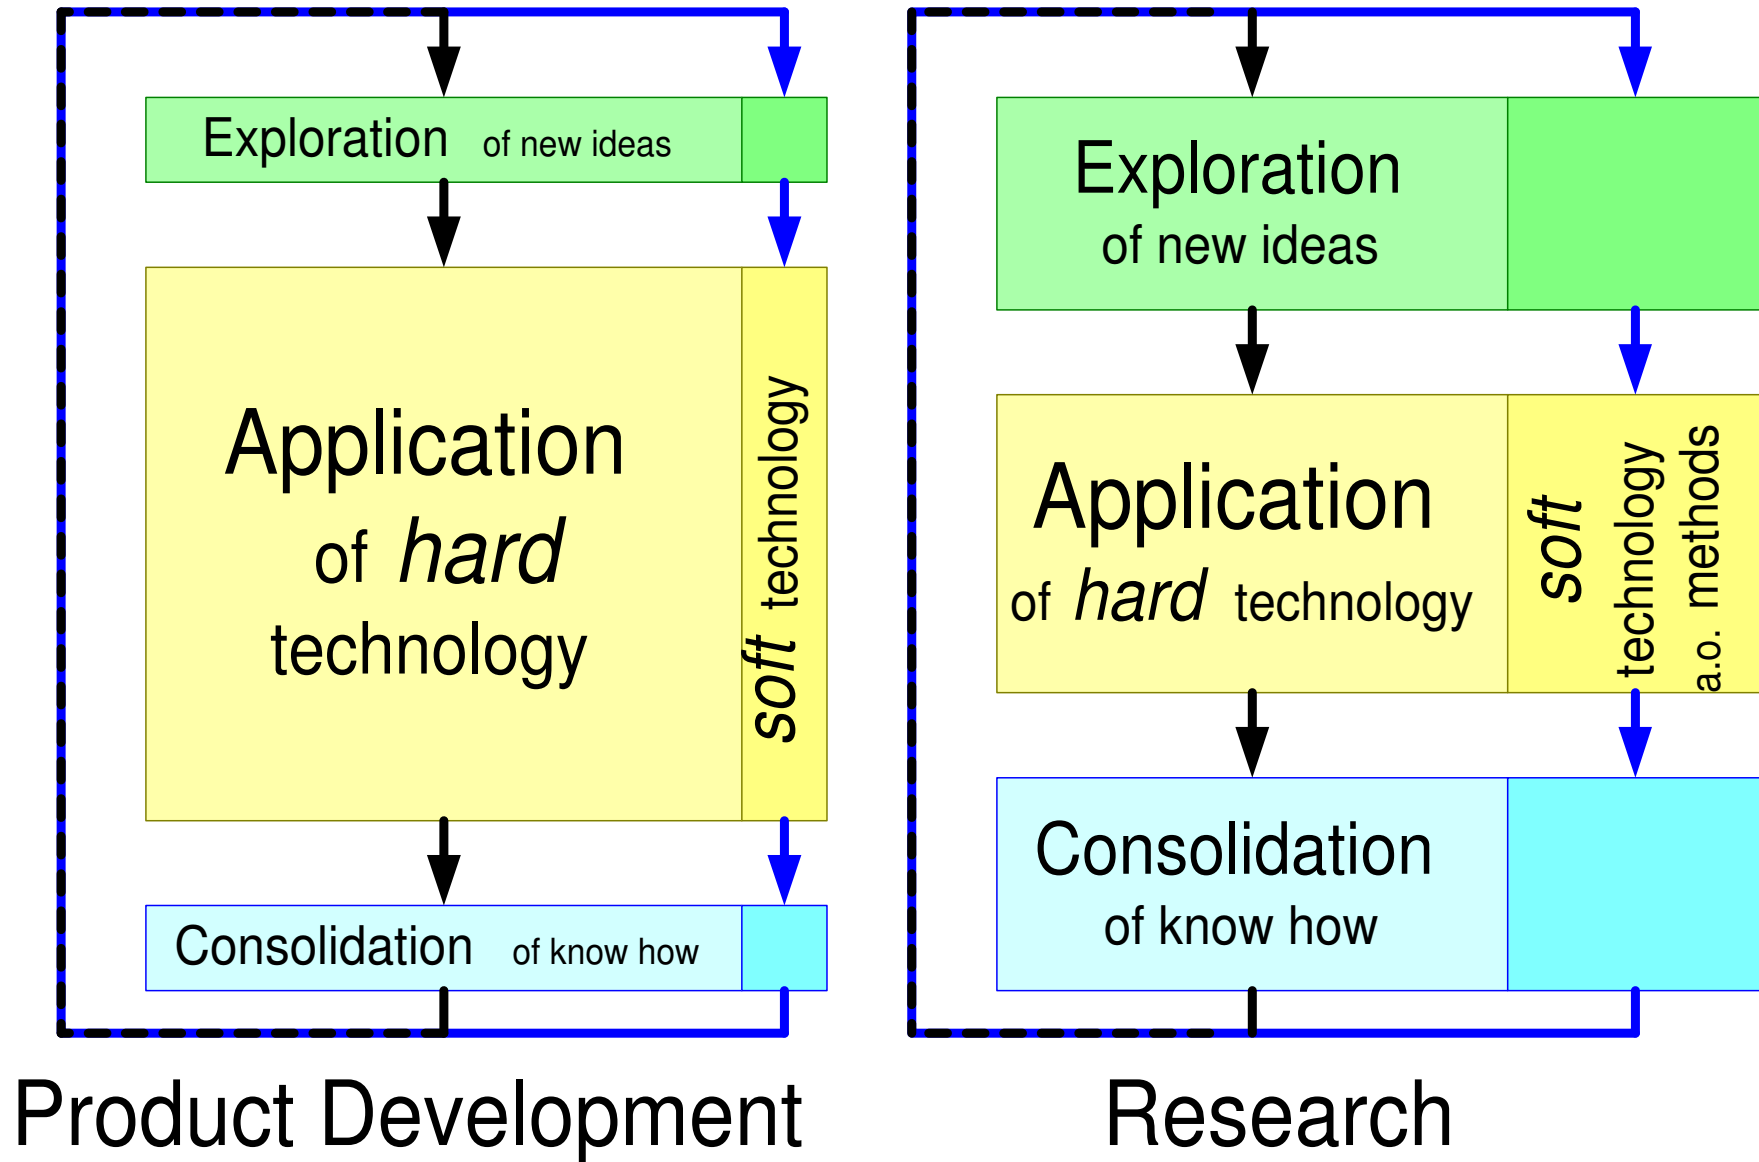 Exploration of new ideas
Application
of hard
technology
soft technology
Consolidation of know how
Product Development
Exploration
of new ideas
Application
of hard technology
soft
technology
a.o. methods
Consolidation
of know how
Research